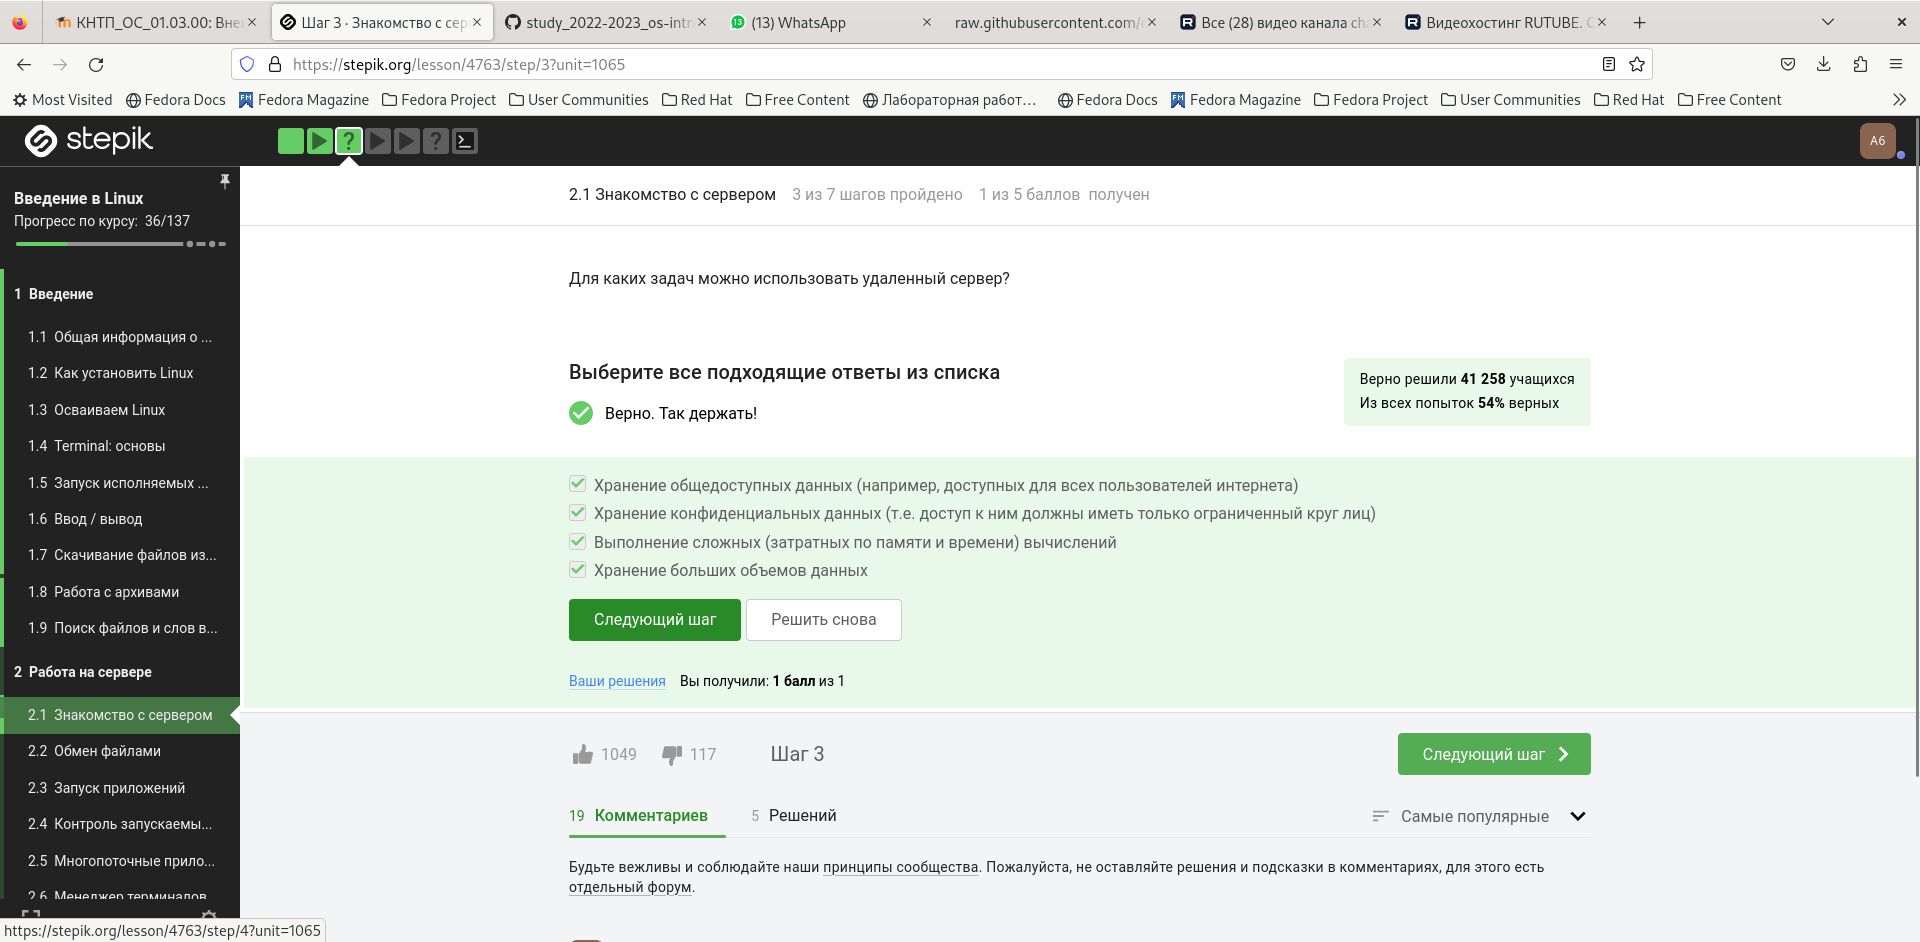 КНТП_ОС_01.03.00: Вне
Шаг 3 · Знакомство с сер
study_2022-2023_os-intr
(13) WhatsApp
raw.githubusercontent.com/
Все (28) видео канала
Видеохостинг RUTUBE.
https://stepik.org/lesson/4763/step/3?unit=1065
Most Visited
Fedora Docs
Fedora Magazine
Fedora Project
User Communities
Red Hat
Free Content
Лабораторная работ…
Fedora Docs
Fedora Magazine
Fedora Project
User Communities
Red Hat
Free Content
stepik
A6
Введение в Linux
Прогресс по курсу: 36/137
1 Введение
1.1 Общая информация о ...
1.2 Как установить Linux
1.3 Осваиваем Linux
1.4 Terminal: основы
1.5 Запуск исполняемых ...
1.6 Ввод / вывод
1.7 Скачивание файлов из...
1.8 Работа с архивами
1.9 Поиск файлов и слов в...
2 Работа на сервере
2.1 Знакомство с сервером
2.2 Обмен файлами
2.3 Запуск приложений
2.4 Контроль запускаемы...
2.5 Многопоточные прило...
2.6 Менеджер терминалов
2.1 Знакомство с сервером 3 из 7 шагов пройдено 1 из 5 баллов получен
Для каких задач можно использовать удаленный сервер?
Выберите все подходящие ответы из списка
Верно. Так держать!
Верно решили 41 258 учащихся
Из всех попыток 54% верных
Хранение общедоступных данных (например, доступных для всех пользователей интернета)
Хранение конфиденциальных данных (т.е. доступ к ним должны иметь только ограниченный круг лиц)
Выполнение сложных (затратных по памяти и времени) вычислений
Хранение больших объемов данных
Следующий шаг
Решить снова
Ваши решения Вы получили: 1 балл из 1
1049
117
Шаг 3
Следующий шаг
19 Комментариев
5 Решений
Самые популярные
Будьте вежливы и соблюдайте наши принципы сообщества. Пожалуйста, не оставляйте решения и подсказки в комментариях, для этого есть
отдельный форум.
https://stepik.org/lesson/4763/step/4?unit=1065